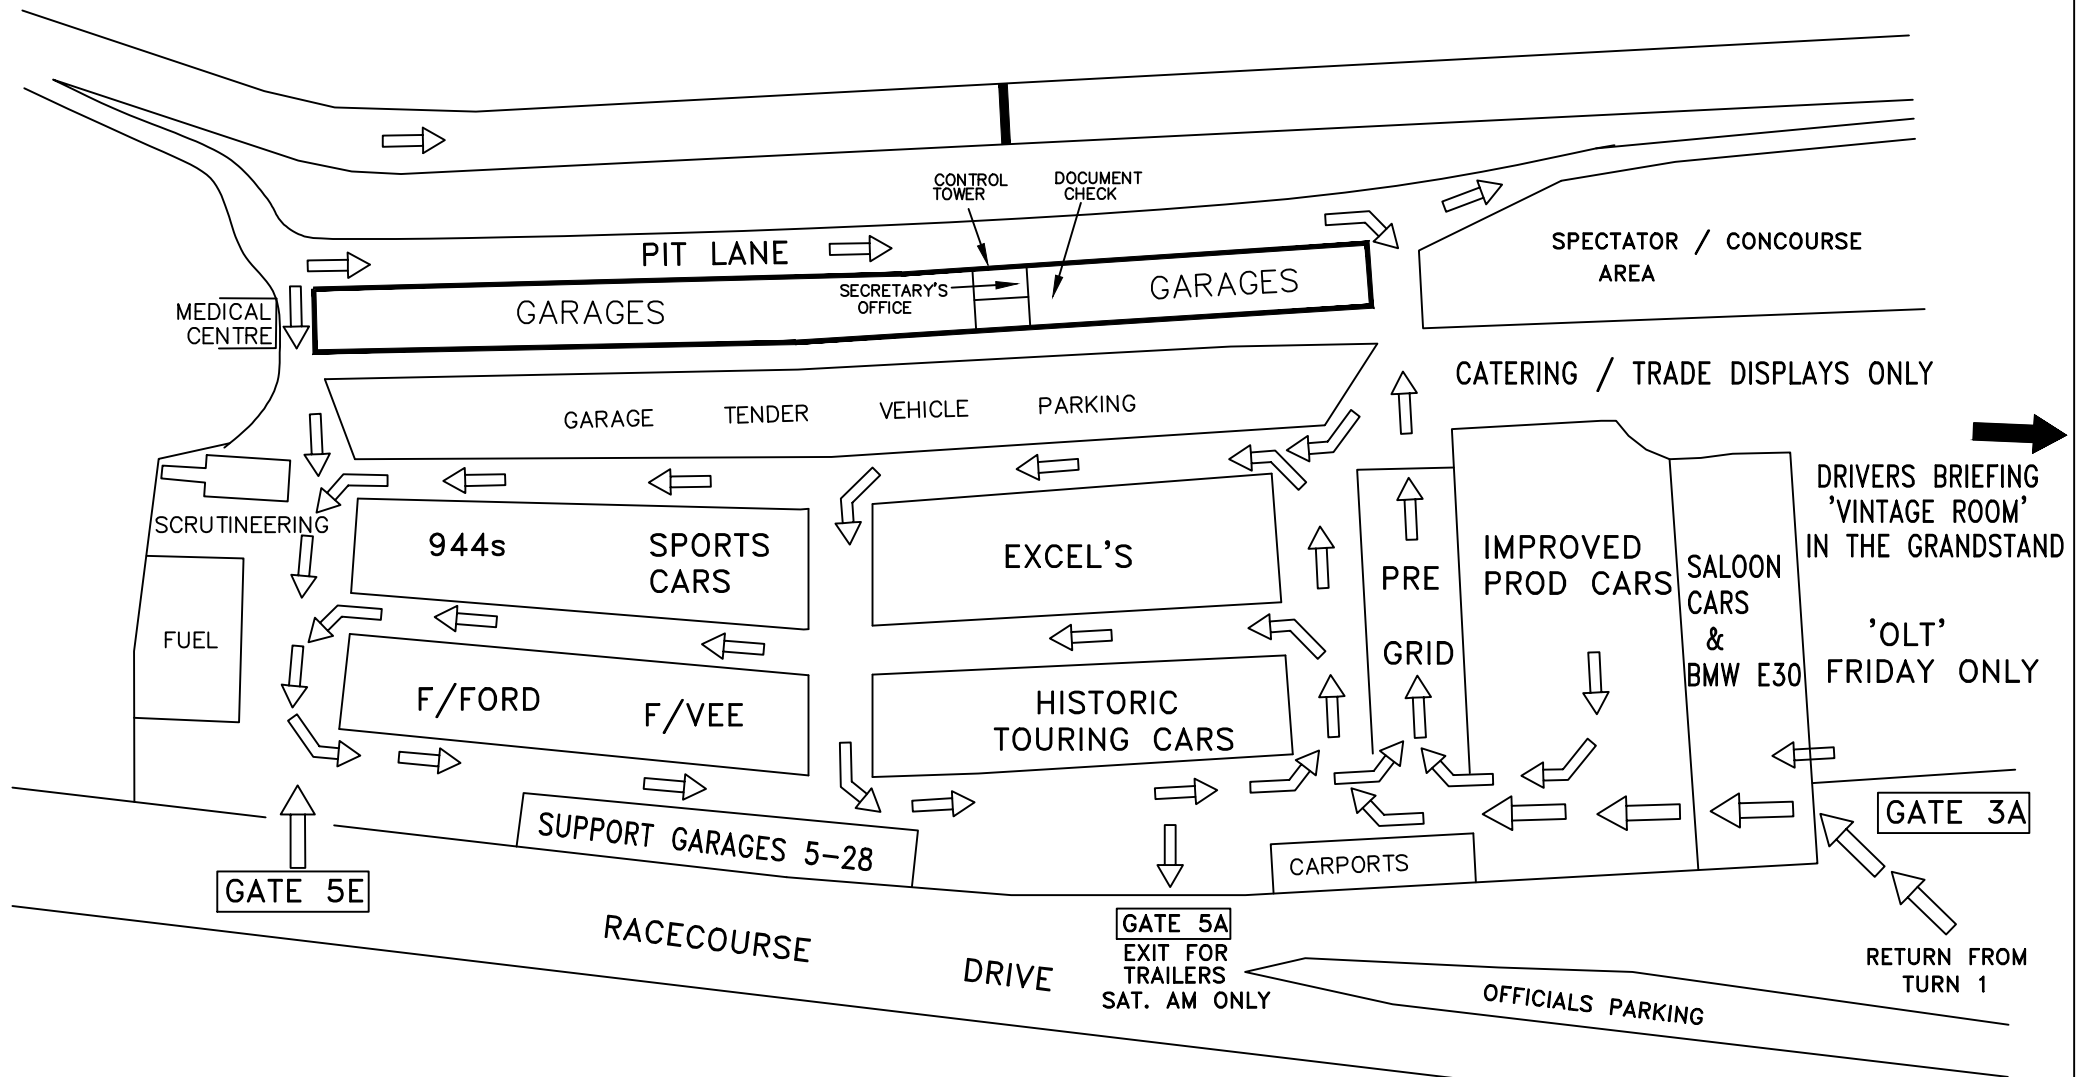 CONTROL
TOWER
DOCUMENT
CHECK
PIT LANE
SPECTATOR / CONCOURSE
AREA
MEDICAL
CENTRE
GARAGES
SECRETARY'S
OFFICE
GARAGES
CATERING / TRADE DISPLAYS ONLY
GARAGE TENDER VEHICLE PARKING
DRIVERS BRIEFING
'VINTAGE ROOM'
IN THE GRANDSTAND
SCRUTINEERING
944s
SPORTS
CARS
EXCEL'S
PRE
GRID
IMPROVED
PROD CARS
SALOON
CARS
&
BMW E30
'OLT'
FRIDAY ONLY
FUEL
F/FORD
F/VEE
HISTORIC
TOURING CARS
GATE 3A
SUPPORT GARAGES 5-28
CARPORTS
GATE 5E
RACECOURSE DRIVE
GATE 5A
EXIT FOR
TRAILERS
SAT. AM ONLY
RETURN FROM
TURN 1
OFFICIALS PARKING